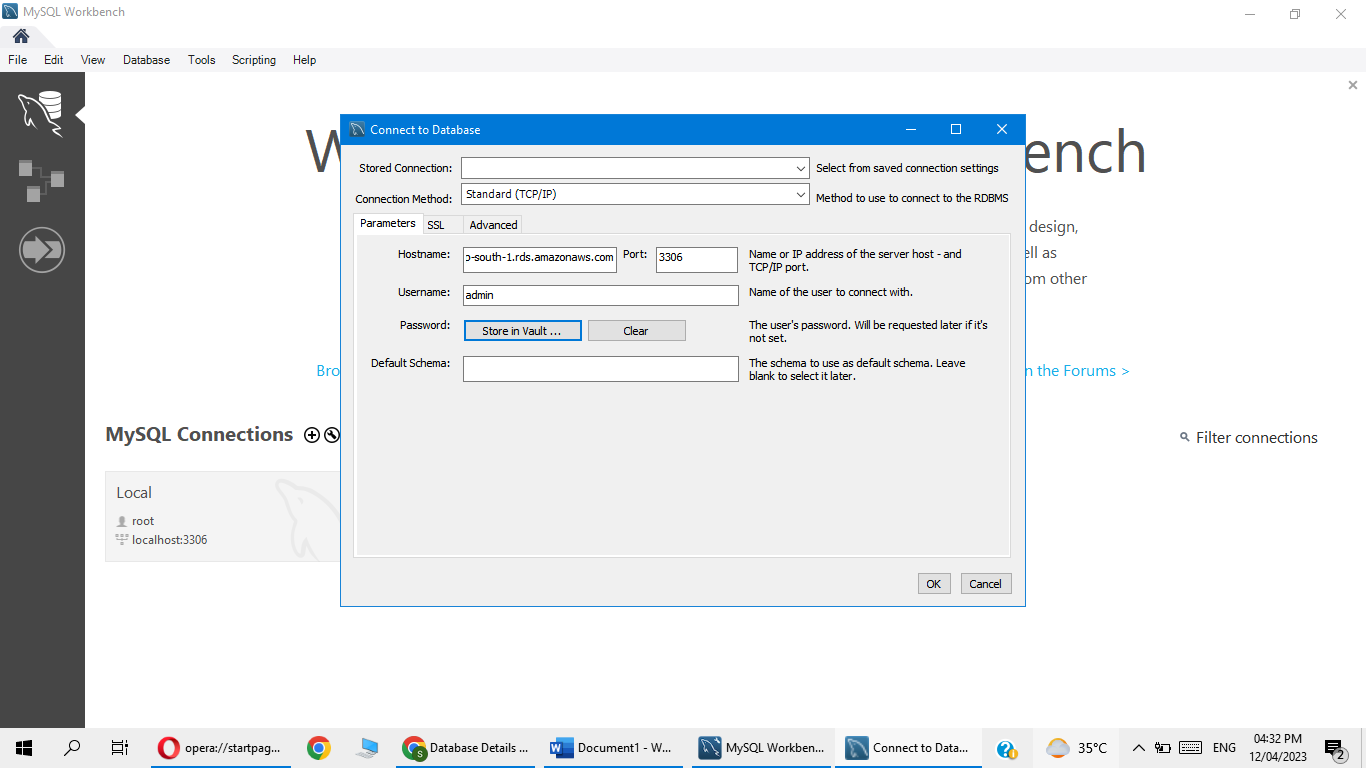 MySQL Workbench
File Edit View Database Tools Scripting Help
ench
design,
ell as
om other
Bro
n the Forums >
MySQL Connections
Filter connections
Local
root
localhost:3306
Connect to Database
Stored Connection:
Select from saved connection settings
Connection Method: Standard (TCP/IP)
Method to use to connect to the RDBMS
Parameters SSL Advanced
Hostname: o-south-1.rds.amazonaws.com Port: 3306
Name or IP address of the server host - and
TCP/IP port.
Username: admin
Name of the user to connect with.
Password: Store in Vault ... Clear
The user's password. Will be requested later if it's
not set.
Default Schema:
The schema to use as default schema. Leave
blank to select it later.
OK Cancel
opera://startpag...
Database Details ...
Document1 - W...
MySQL Workben...
Connect to Data...
35°C
ENG
04:32 PM
12/04/2023
2